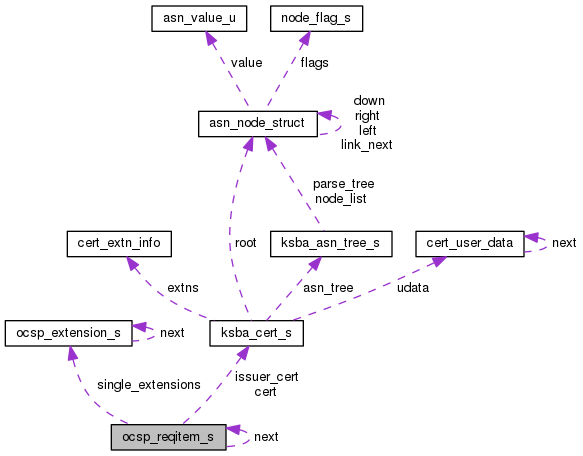 asn_value_u
node_flag_s
value
flags
asn_node_struct
down
right
left
link_next
parse_tree
node_list
cert_extn_info
root
ksba_asn_tree_s
cert_user_data
next
extns
asn_tree
udata
ocsp_extension_s
next
ksba_cert_s
single_extensions
issuer_cert
cert
ocsp_reqitem_s
next